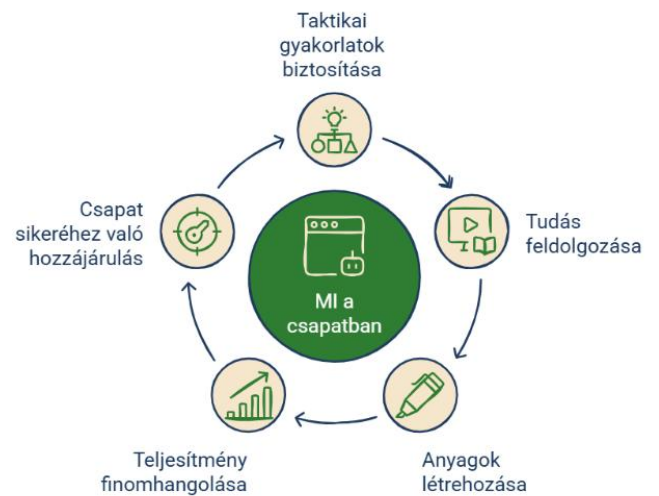 Taktikai
gyakorlatok
biztosítása
Csapat
sikeréhez való
hozzájárulás
Tudás
feldolgozása
MI a
csapatban
Teljesítmény
finomhangolása
Anyagok
létrehozása